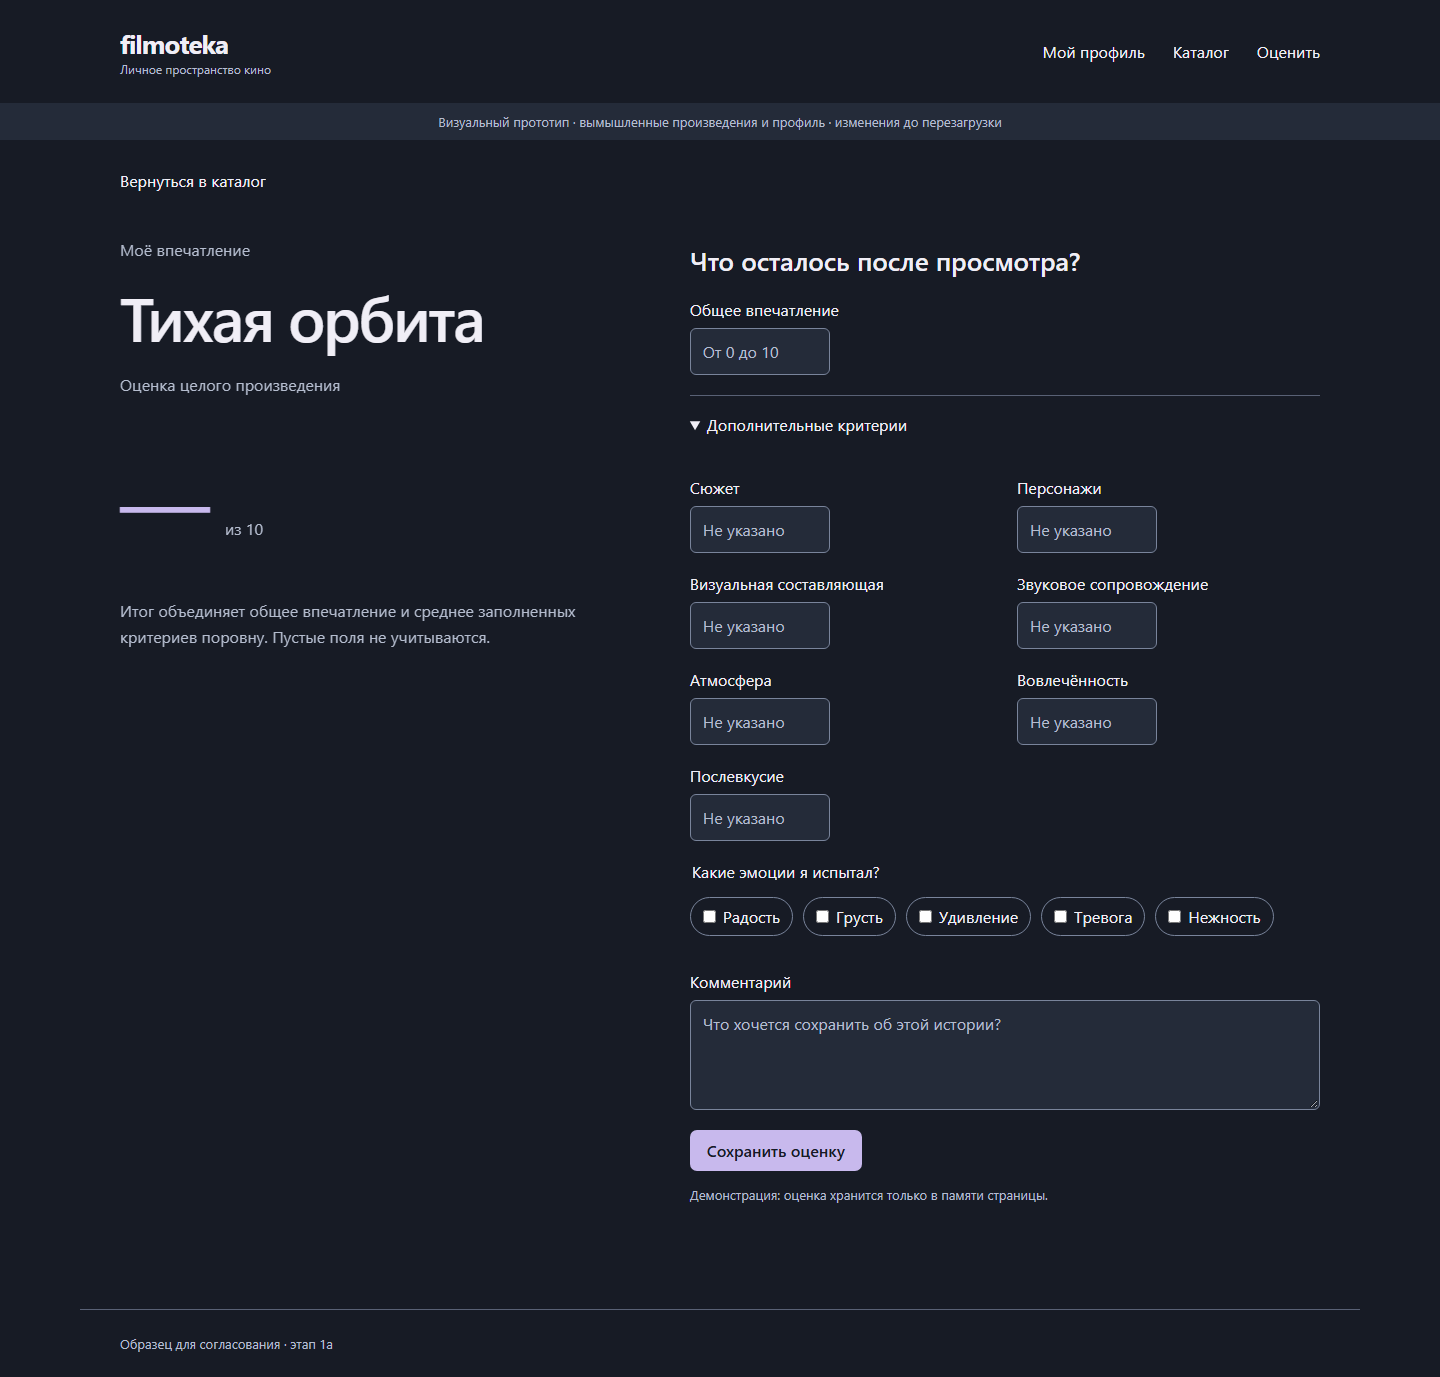 filmoteka
Личное пространство кино
Мой профиль
Каталог
Оценить
Визуальный прототип · вымышленные произведения и профиль · изменения до перезагрузки
Вернуться в каталог
Моё впечатление
Тихая орбита
Оценка целого произведения
— из 10
Итог объединяет общее впечатление и среднее заполненных
критериев поровну. Пустые поля не учитываются.
Что осталось после просмотра?
Общее впечатление
От 0 до 10
▼ Дополнительные критерии
Сюжет
Не указано
Персонажи
Не указано
Визуальная составляющая
Не указано
Звуковое сопровождение
Не указано
Атмосфера
Не указано
Вовлечённость
Не указано
Послевкусие
Не указано
Какие эмоции я испытал?
Радость
Грусть
Удивление
Тревога
Нежность
Комментарий
Что хочется сохранить об этой истории?
Сохранить оценку
Демонстрация: оценка хранится только в памяти страницы.
Образец для согласования · этап 1а